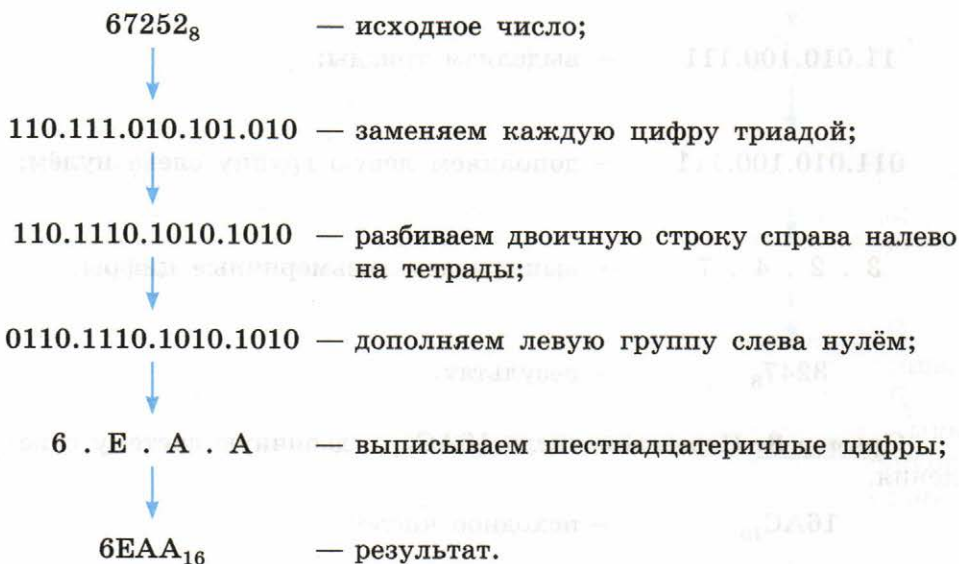 67252₈ — исходное число;
110.111.010.101.010 — заменяем каждую цифру триадой;
110.1110.1010.1010 — разбиваем двоичную строку справа налево
на тетрады;
0110.1110.1010.1010 — дополняем левую группу слева нулём;
6 . E . A . A — выписываем шестнадцатеричные цифры;
6EAA₁₆ — результат.